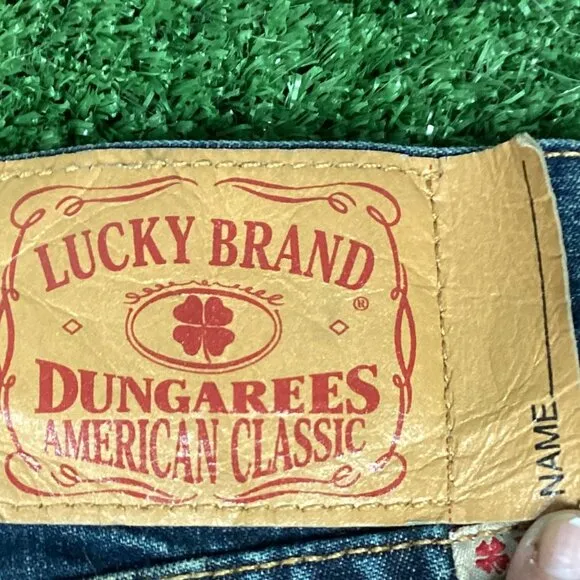 LUCKY BRAND
®
DUNGAREES
AMERICAN CLASSIC
NAME